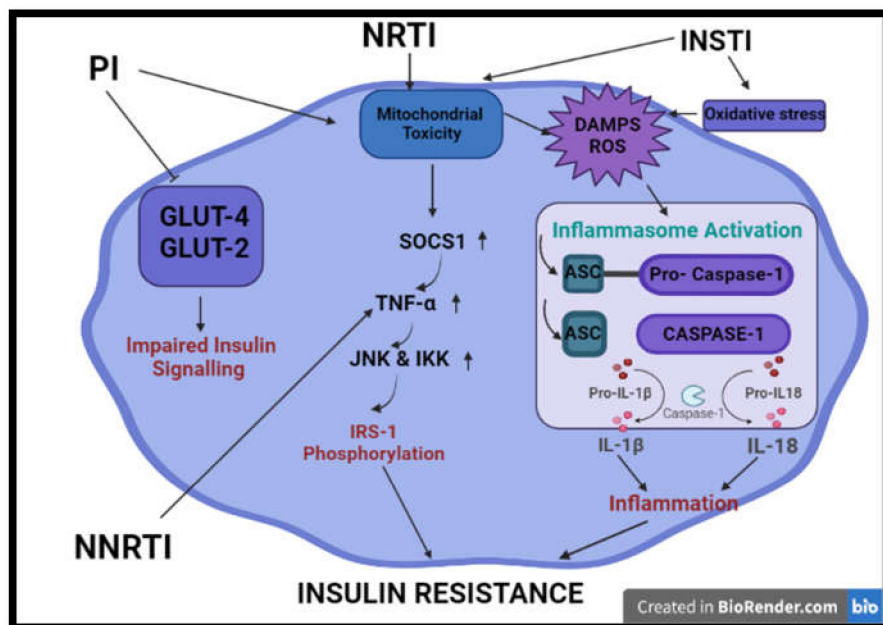 NRTI
INSTI
PI
Mitochondrial
Toxicity
DAMPS
ROS
Oxidative stress
GLUT-4
GLUT-2
Impaired Insulin
Signalling
SOCS1
TNF-α
JNK & IKK
IRS-1
Phosphorylation
Inflammasome Activation
ASC
Pro- Caspase-1
ASC
CASPASE-1
Pro-IL-1β
Pro-IL18
Caspase-1
IL-1β
IL-18
Inflammation
NNRTI
INSULIN RESISTANCE
Created in BioRender.com bio